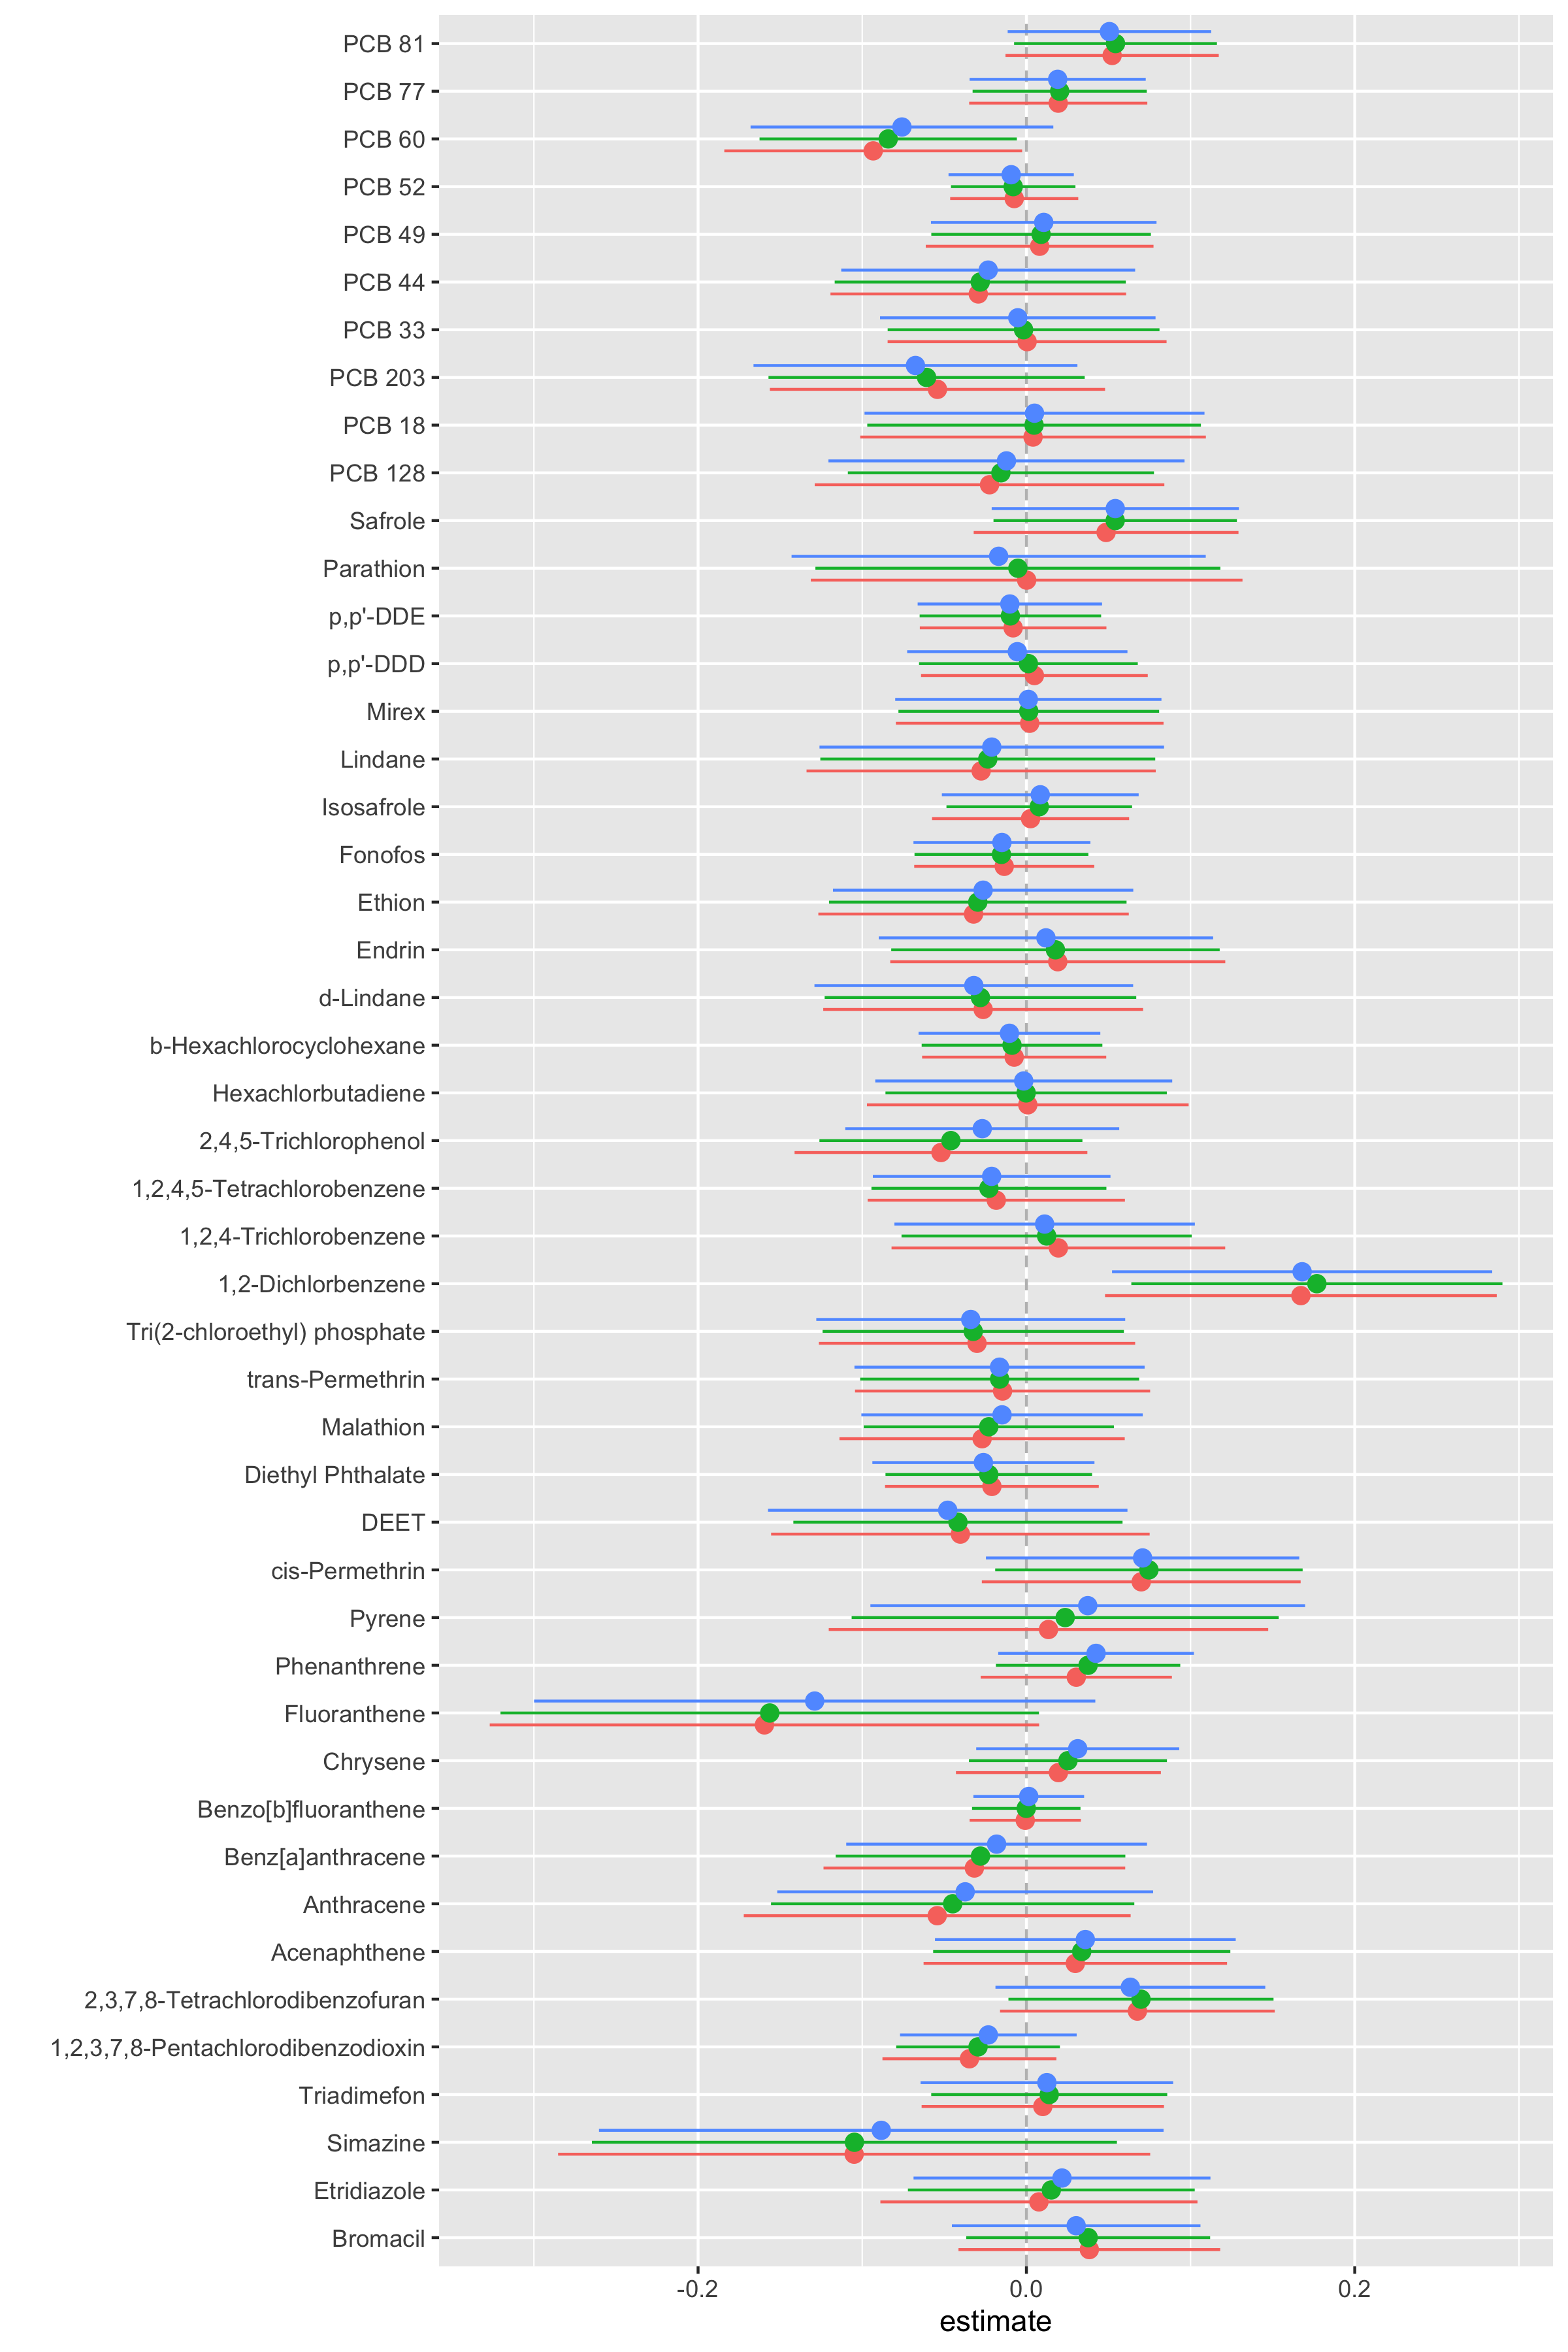 PCB 81
PCB 77
PCB 60
PCB 52
PCB 49
PCB 44
PCB 33
PCB 203
PCB 18
PCB 128
Safrole
Parathion
p,p'-DDE
p,p'-DDD
Mirex
Lindane
Isosafrole
Fonofos
Ethion
Endrin
d-Lindane
b-Hexachlorocyclohexane
Hexachlorbutadiene
2,4,5-Trichlorophenol
1,2,4,5-Tetrachlorobenzene
1,2,4-Trichlorobenzene
1,2-Dichlorbenzene
Tri(2-chloroethyl) phosphate
trans-Permethrin
Malathion
Diethyl Phthalate
DEET
cis-Permethrin
Pyrene
Phenanthrene
Fluoranthene
Chrysene
Benzo[b]fluoranthene
Benz[a]anthracene
Anthracene
Acenaphthene
2,3,7,8-Tetrachlorodibenzofuran
1,2,3,7,8-Pentachlorodibenzodioxin
Triadimefon
Simazine
Etridiazole
Bromacil
-0.2 0.0 0.2
estimate